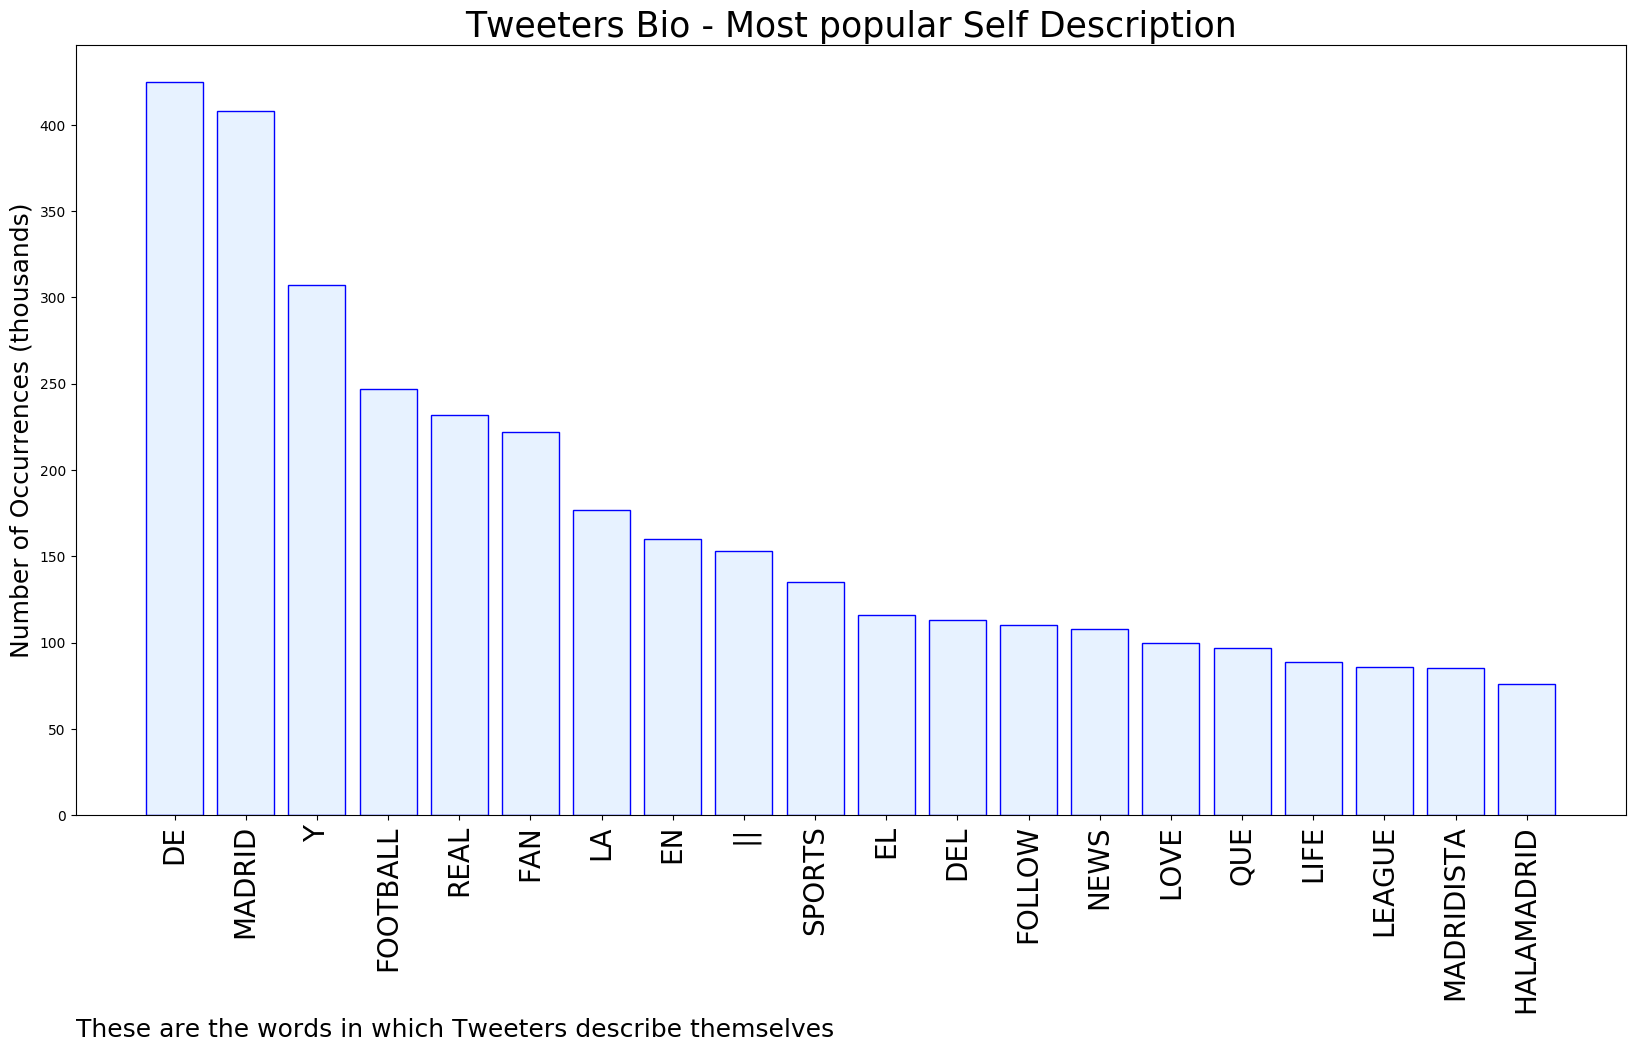 Tweeters Bio - Most popular Self Description
Number of Occurrences (thousands)
400
350
300
250
200
150
100
50
0
DE
MADRID
Y
FOOTBALL
REAL
FAN
LA
EN
||
SPORTS
EL
DEL
FOLLOW
NEWS
LOVE
QUE
LIFE
LEAGUE
MADRIDISTA
HALAMADRID
These are the words in which Tweeters describe themselves